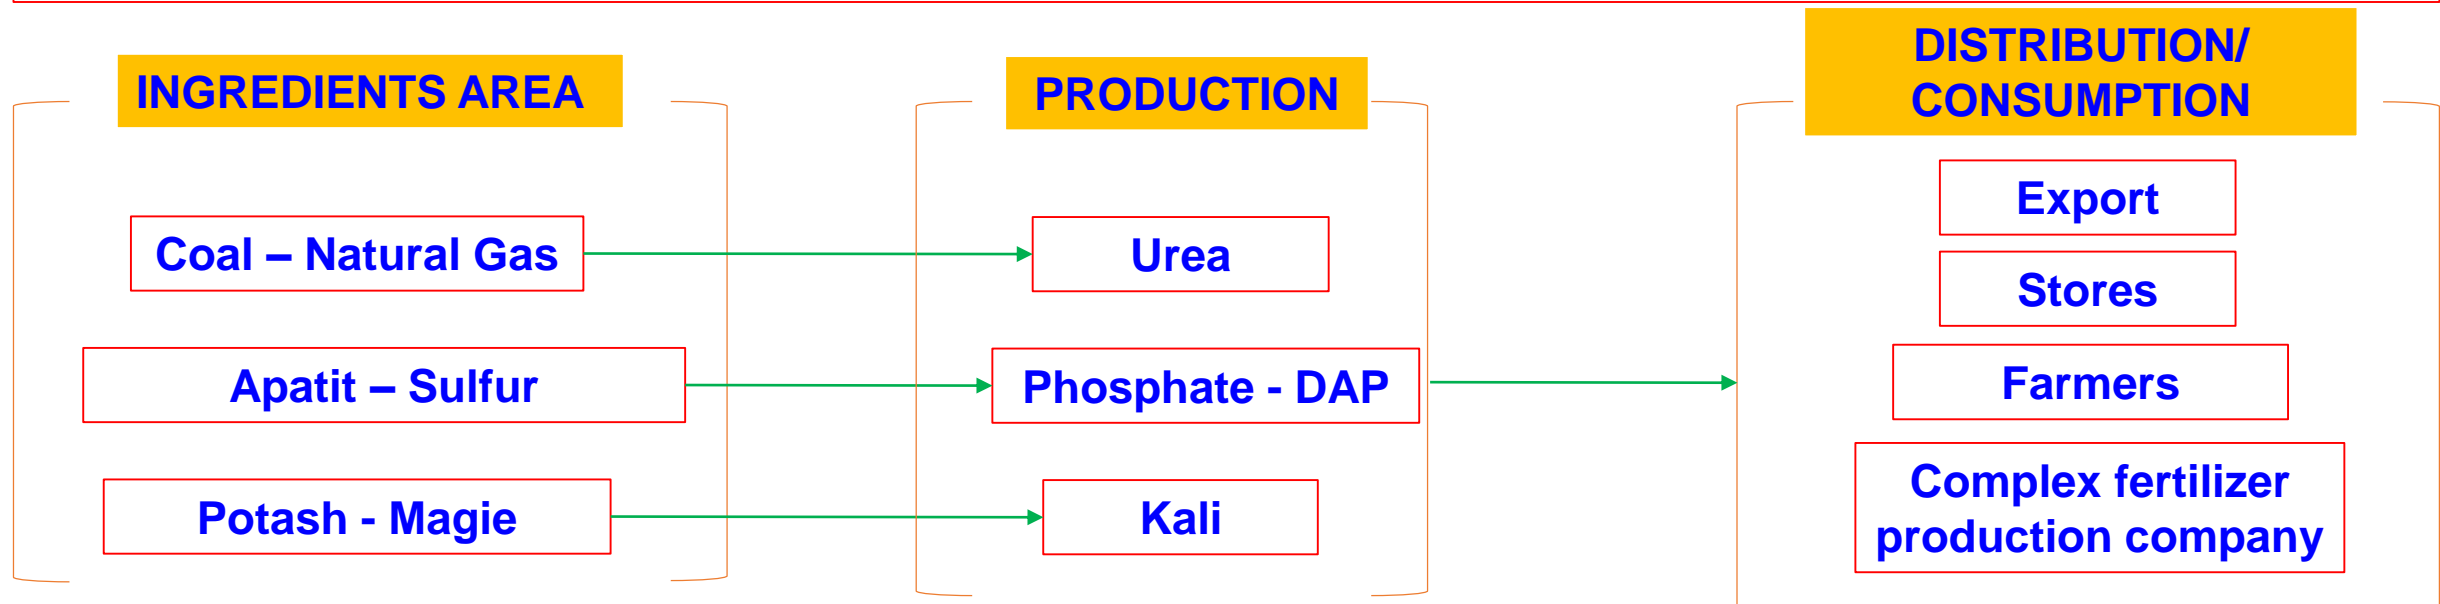 INGREDIENTS AREA
Coal – Natural Gas
Apatit – Sulfur
Potash - Magie
PRODUCTION
Urea
Phosphate - DAP
Kali
DISTRIBUTION/
CONSUMPTION
Export
Stores
Farmers
Complex fertilizer
production company